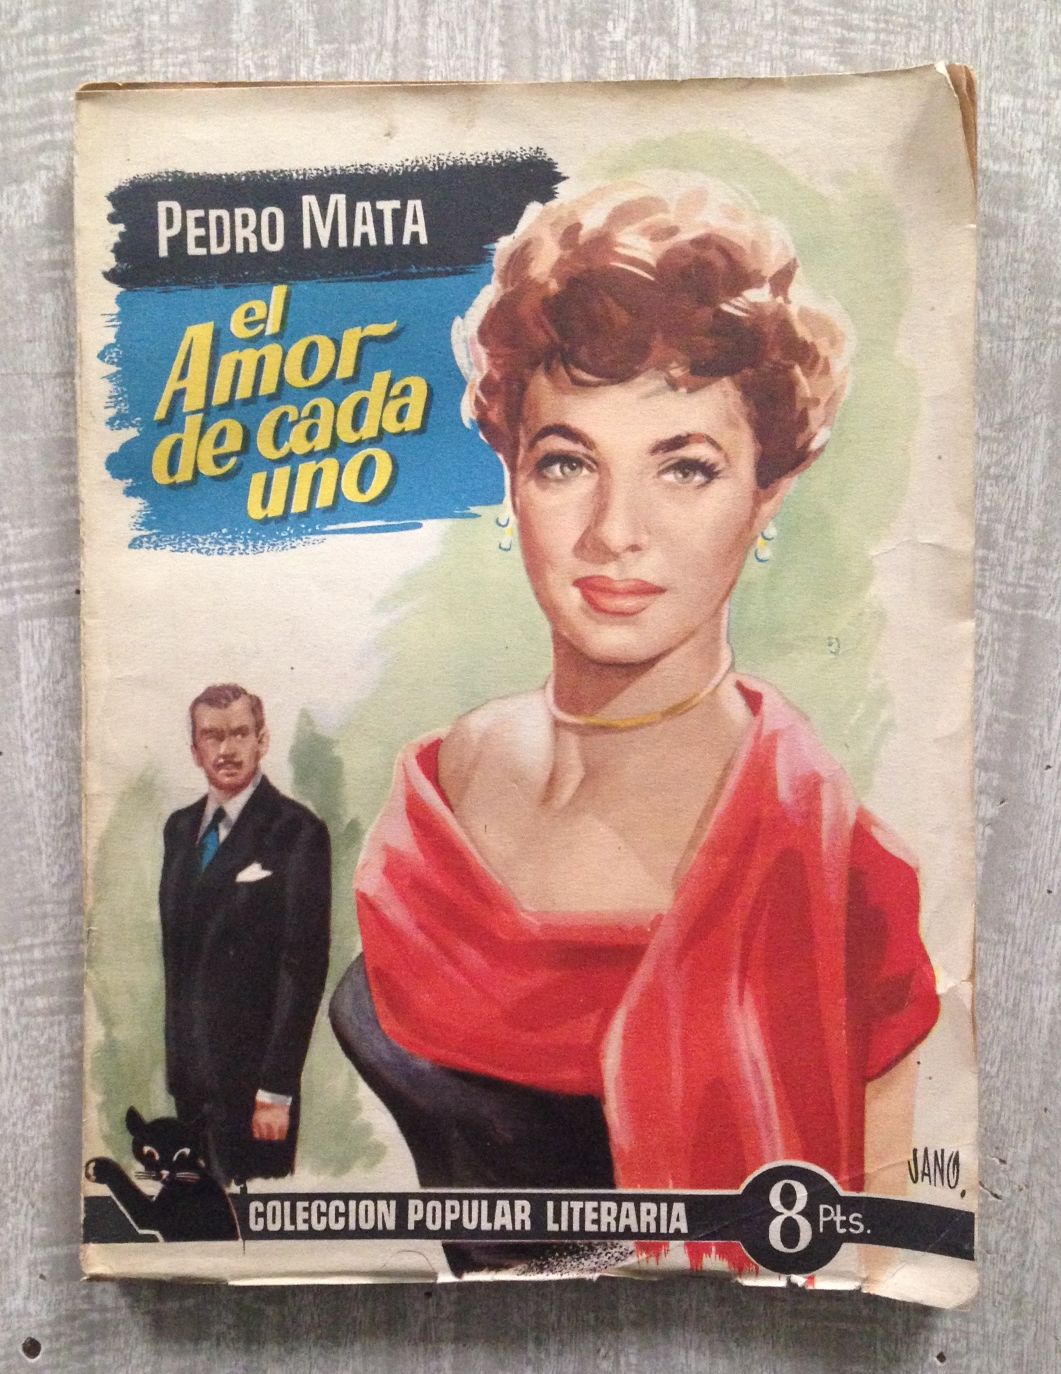 PEDRO MATA
el
Amor
de cada
uno
JANO.
COLECCION POPULAR LITERARIA
8 Pts.